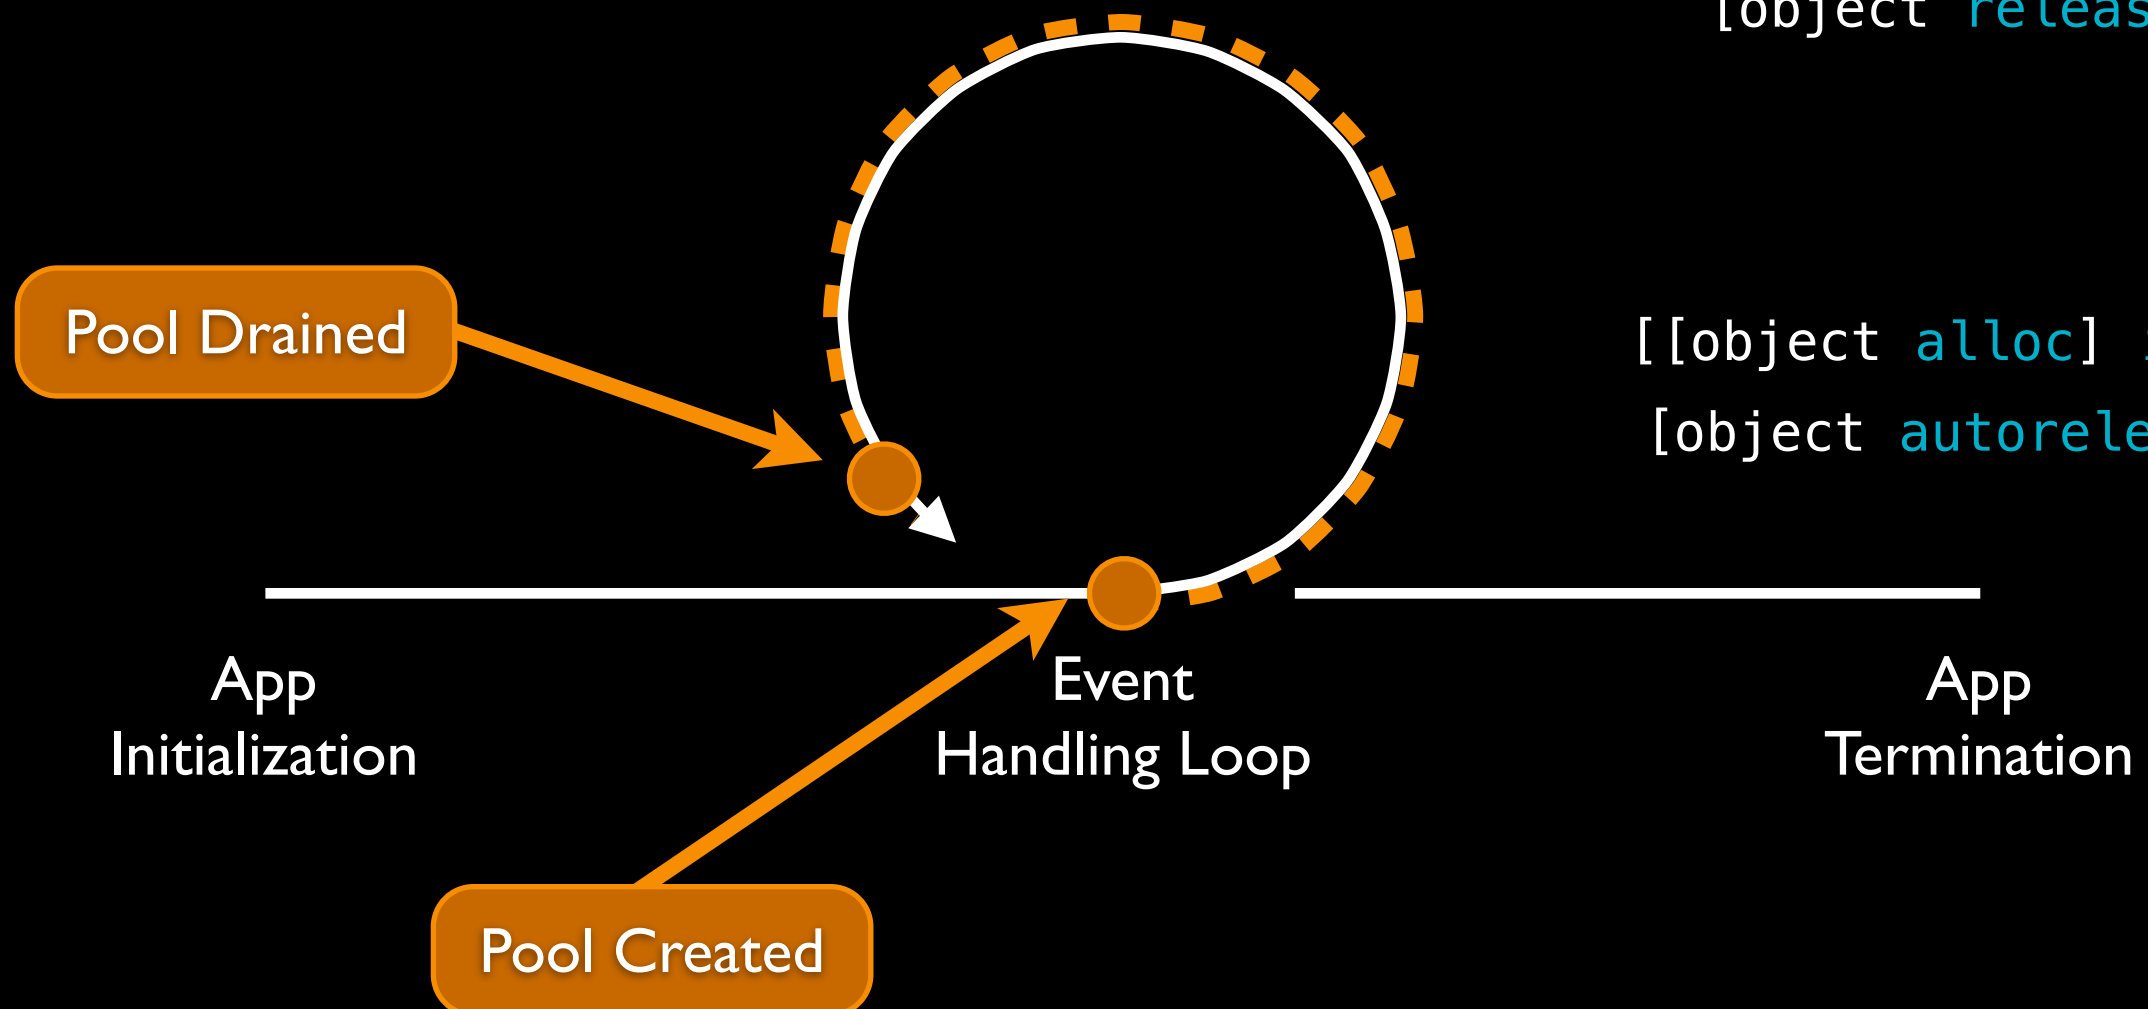 [object releas
Pool Drained
[[object alloc]
[object autorele
App
Initialization
Event
Handling Loop
App
Termination
Pool Created